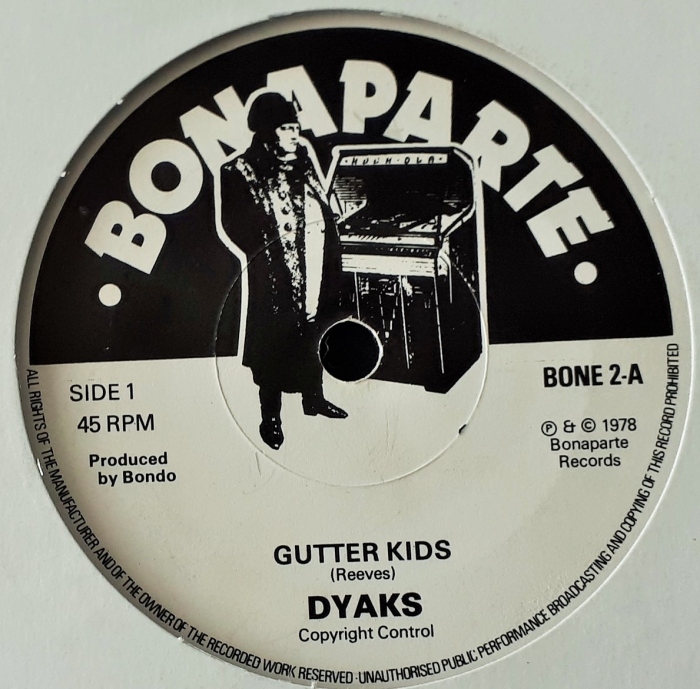 • BONAPARTE •
ROCK-OLA
SIDE 1
45 RPM
Produced
by Bondo
BONE 2-A
Ⓟ & © 1978
Bonaparte
Records
GUTTER KIDS
(Reeves)
DYAKS
Copyright Control
ALL RIGHTS OF THE MANUFACTURER AND OF THE OWNER OF THE RECORDED WORK RESERVED · UNAUTHORISED PUBLIC PERFORMANCE BROADCASTING AND COPYING OF THIS RECORD PROHIBITED